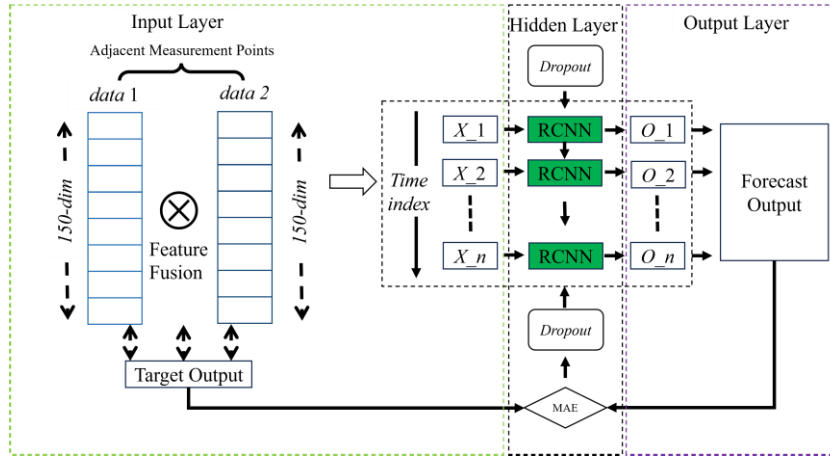 Input Layer
Hidden Layer
Output Layer
Adjacent Measurement Points
data 1
data 2
Dropout
150-dim
150-dim
Feature
Fusion
Time
index
X_1
RCNN
O_1
X_2
RCNN
O_2
X_n
RCNN
O_n
Forecast
Output
Dropout
Target Output
MAE